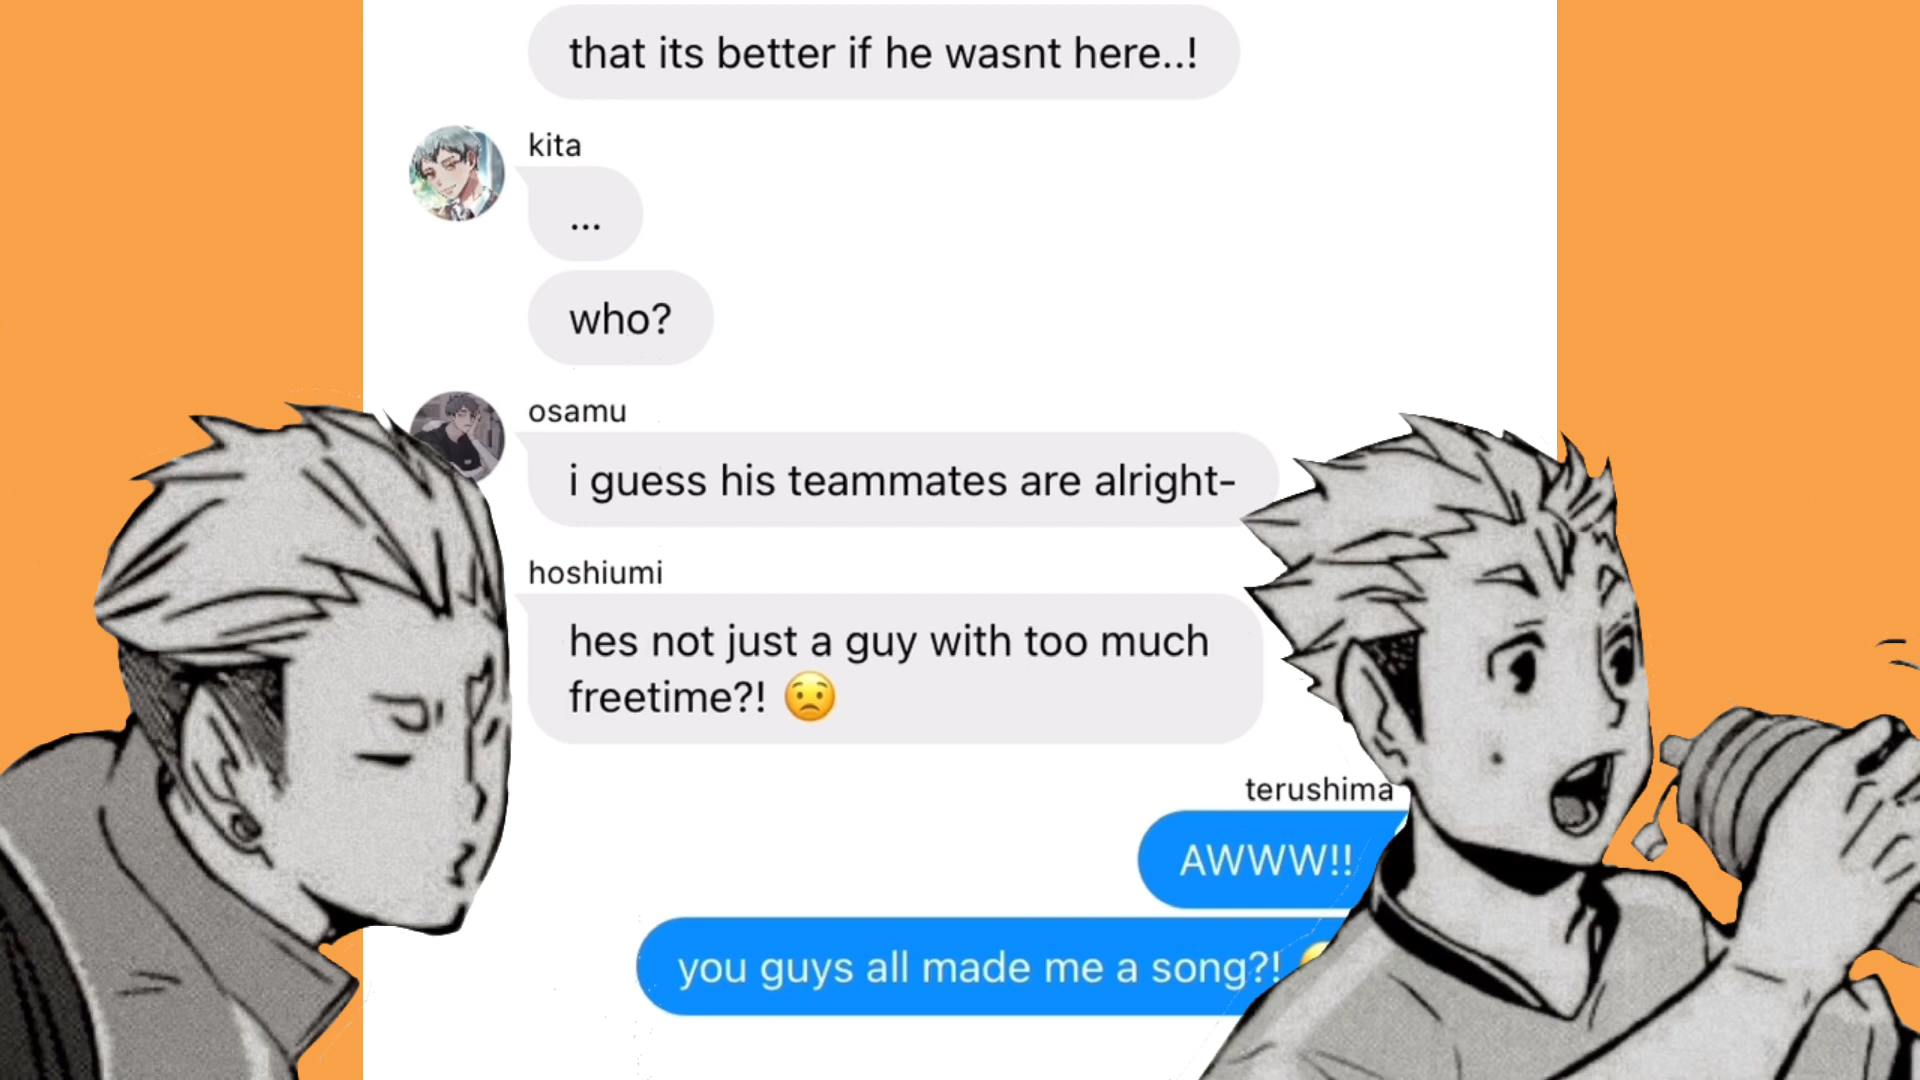 that its better if he wasnt here..!
kita
...
who?
osamu
i guess his teammates are alright-
hoshiumi
hes not just a guy with too much
freetime?! 😟
terushima
AWWW!!
you guys all made me a song?!